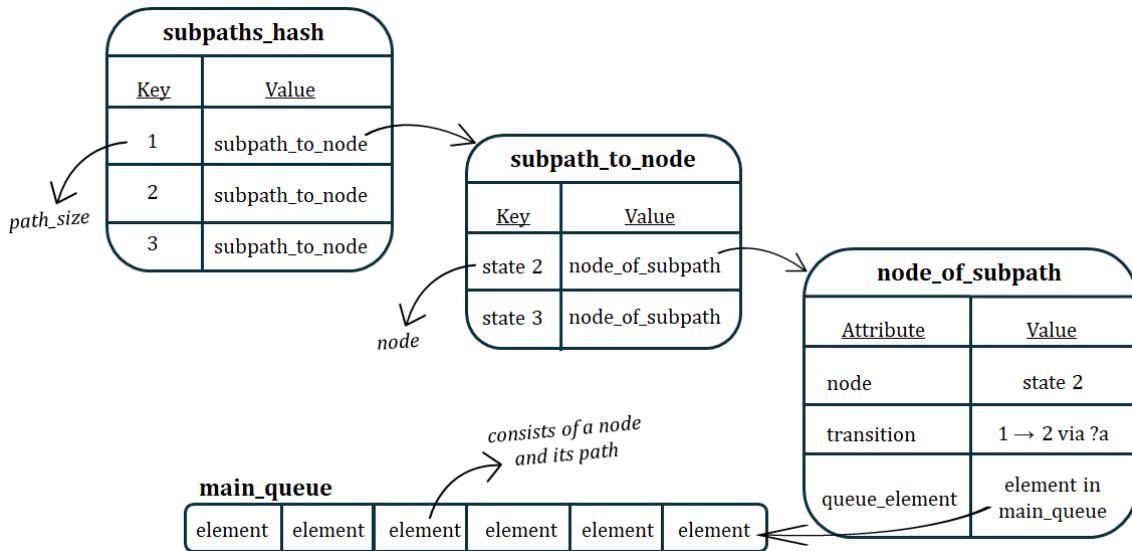 subpaths_hash
Key Value
1 subpath_to_node
2 subpath_to_node
3 subpath_to_node
path_size
subpath_to_node
Key Value
state 2 node_of_subpath
state 3 node_of_subpath
node
node_of_subpath
Attribute Value
node state 2
transition 1 → 2 via ?a
queue_element element in
main_queue
consists of a node
and its path
main_queue
element element element element element element